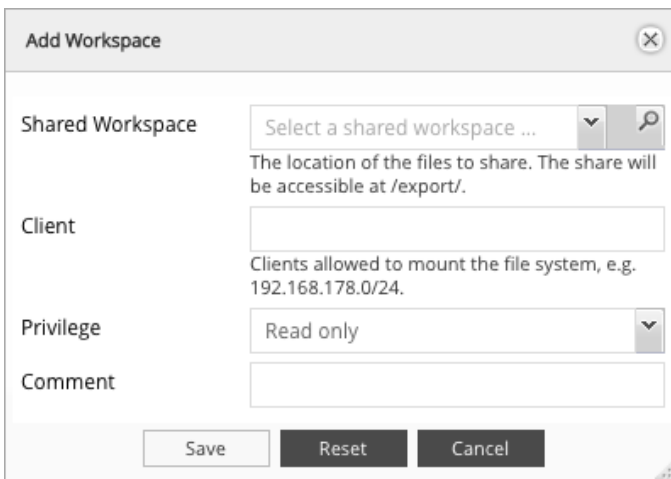 Add Workspace
Shared Workspace
Select a shared workspace ...
The location of the files to share. The share will
be accessible at /export/.
Client
Clients allowed to mount the file system, e.g.
192.168.178.0/24.
Privilege
Read only
Comment
Save
Reset
Cancel